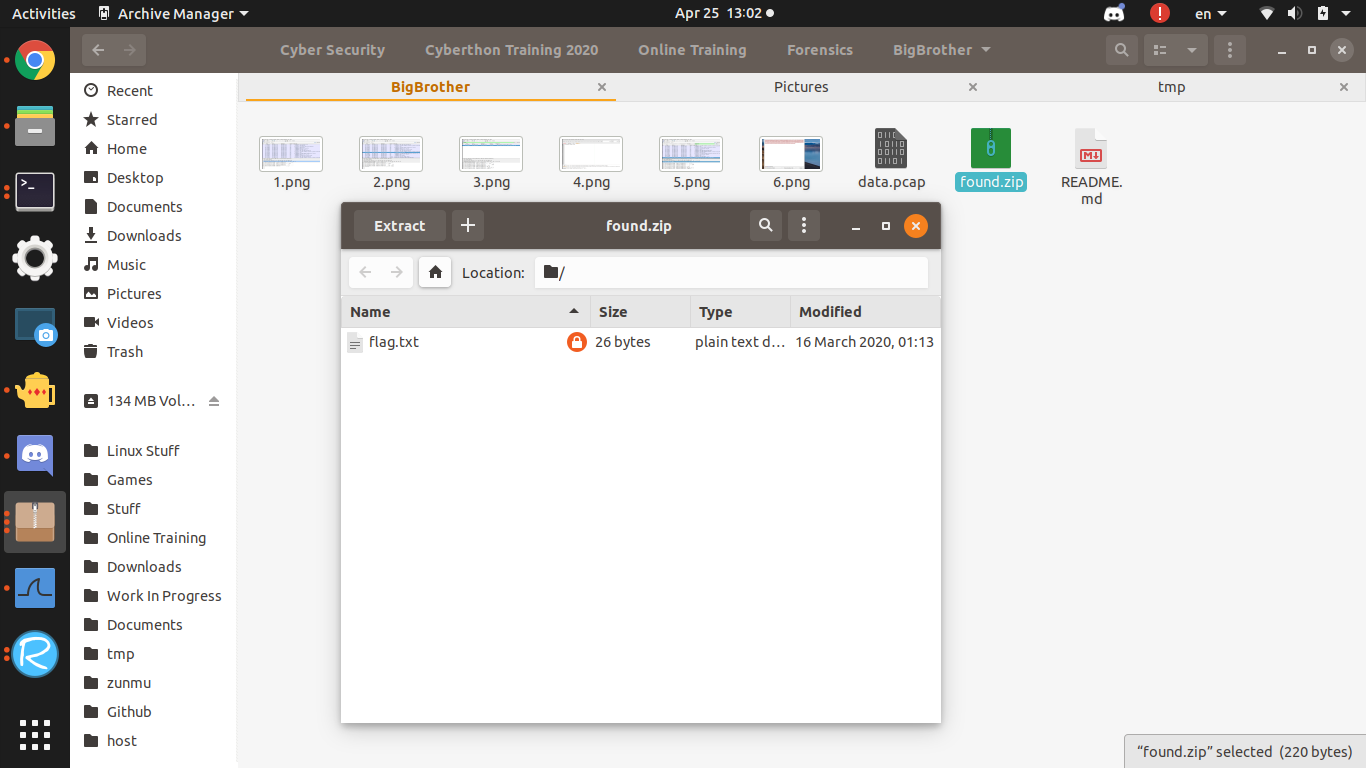 Activities Archive Manager Apr 25 13:02 en
Cyber Security Cyberthon Training 2020 Online Training Forensics BigBrother
BigBrother Pictures tmp
Recent
Starred
Home
Desktop
Documents
Downloads
Music
Pictures
Videos
Trash
134 MB Vol…
Linux Stuff
Games
Stuff
Online Training
Downloads
Work In Progress
Documents
tmp
zunmu
Github
host
1.png 2.png 3.png 4.png 5.png 6.png data.pcap found.zip README.
md
Extract found.zip
Location: /
Name Size Type Modified
flag.txt 26 bytes plain text d… 16 March 2020, 01:13
“found.zip” selected (220 bytes)